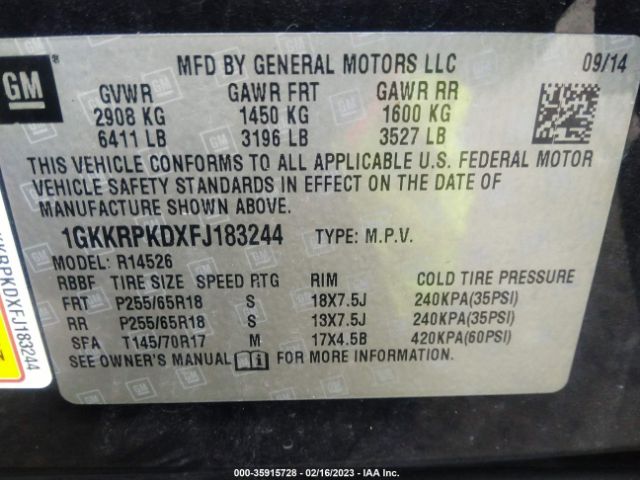 GM
MFD BY GENERAL MOTORS LLC 09/14
GVWR GAWR FRT GAWR RR
2908 KG 1450 KG 1600 KG
6411 LB 3196 LB 3527 LB
THIS VEHICLE CONFORMS TO ALL APPLICABLE U.S. FEDERAL MOTOR
VEHICLE SAFETY STANDARDS IN EFFECT ON THE DATE OF
MANUFACTURE SHOWN ABOVE.
1GKKRPKDXFJ183244 TYPE: M.P.V.
MODEL: R14526
RBBF TIRE SIZE SPEED RTG RIM COLD TIRE PRESSURE
FRT P255/65R18 S 18X7.5J 240KPA(35PSI)
RR P255/65R18 S 13X7.5J 240KPA(35PSI)
SFA T145/70R17 M 17X4.5B 420KPA(60PSI)
SEE OWNER'S MANUAL FOR MORE INFORMATION.
KRPKDXFJ183244
000-35915728 - 02/16/2023 - IAA Inc.